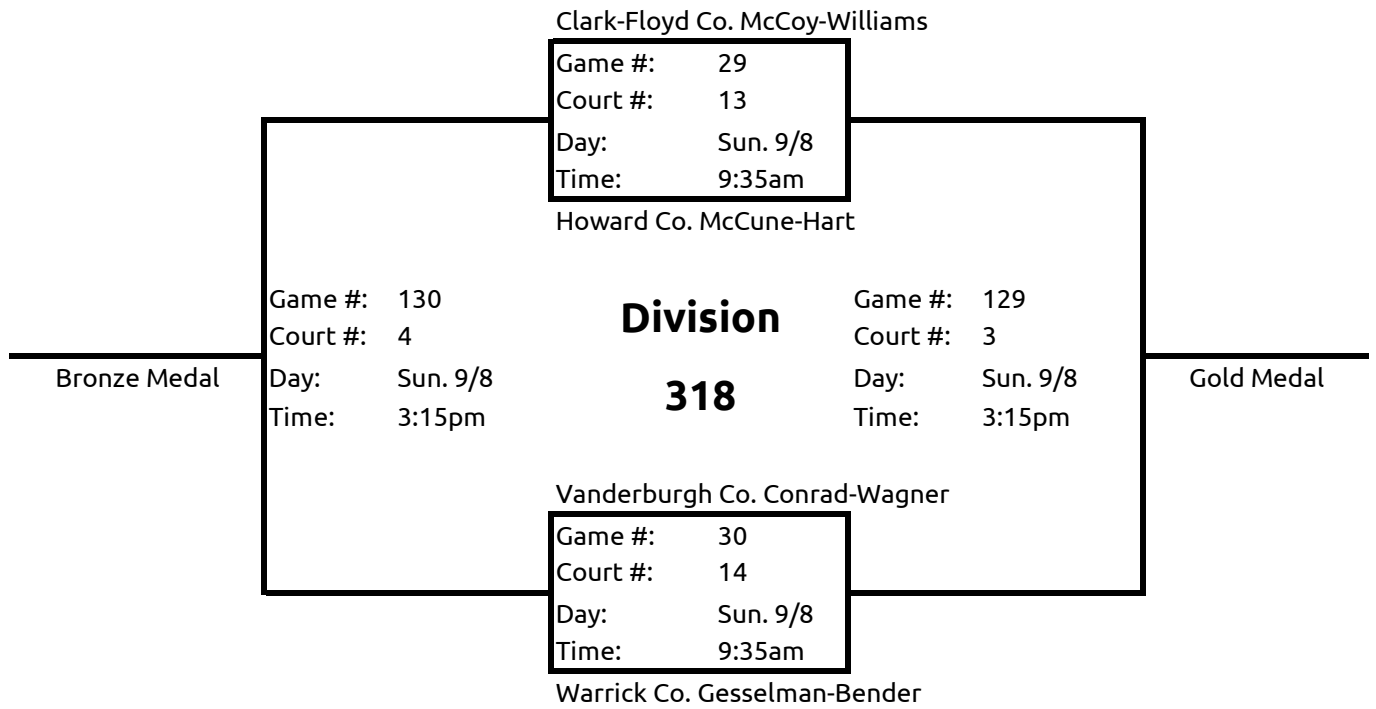 Clark-Floyd Co. McCoy-Williams
Game #: 29
Court #: 13
Day: Sun. 9/8
Time: 9:35am
Howard Co. McCune-Hart
Game #: 130
Court #: 4
Day: Sun. 9/8
Time: 3:15pm
Bronze Medal
Division
318
Game #: 129
Court #: 3
Day: Sun. 9/8
Time: 3:15pm
Gold Medal
Vanderburgh Co. Conrad-Wagner
Game #: 30
Court #: 14
Day: Sun. 9/8
Time: 9:35am
Warrick Co. Gesselman-Bender